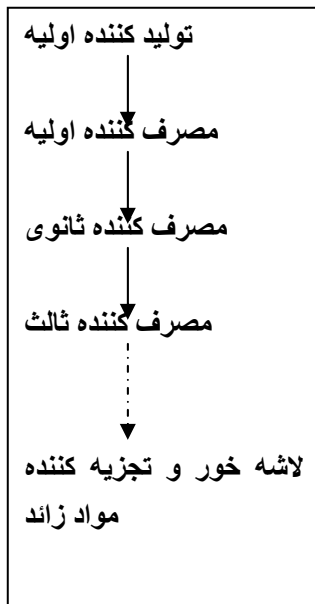 تولید کننده اولیه
مصرف کننده اولیه
مصرف کننده ثانوی
مصرف کننده ثالث
لاشه خور و تجزیه کننده
مواد زائد